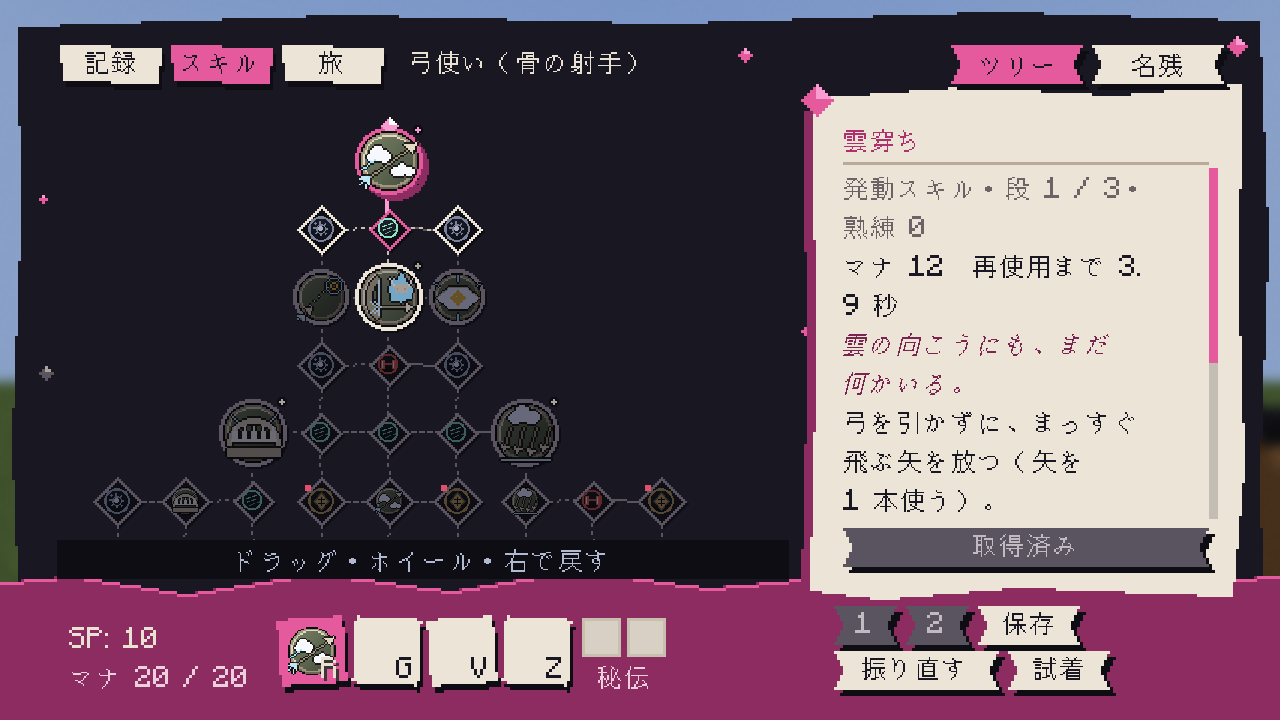 記録 スキル 旅 弓使い（骨の射手） ツリー 名残
雲穿ち
発動スキル・段 1 / 3・
熟練 0
マナ 12 再使用まで 3.
9 秒
雲の向こうにも、まだ
何かいる。
弓を引かずに、まっすぐ
飛ぶ矢を放つ（矢を
1 本使う）。
取得済み
ドラッグ・ホイール・右で戻す
SP: 10
マナ 20 / 20
G V Z
秘伝
1 2 保存
振り直す 試着